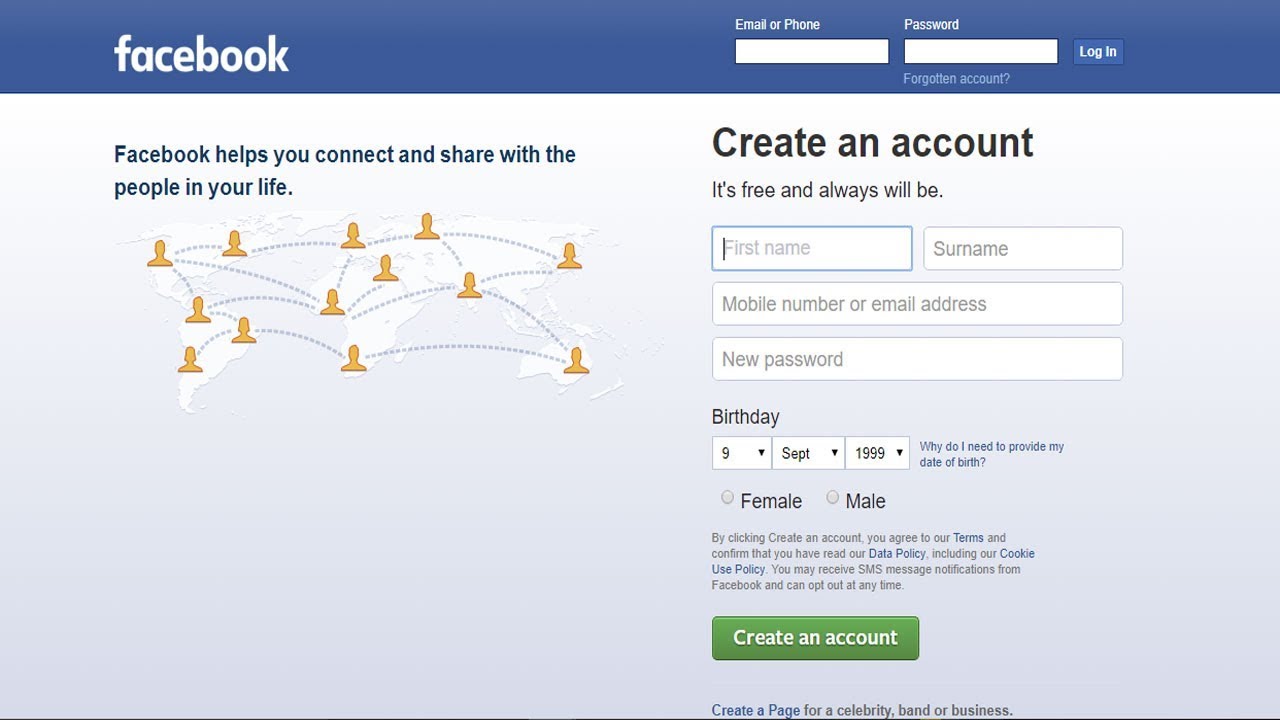 facebook
Email or Phone
Password
Log In
Forgotten account?
Facebook helps you connect and share with the
people in your life.
Create an account
It's free and always will be.
First name
Surname
Mobile number or email address
New password
Birthday
9
Sept
1999
Why do I need to provide my
date of birth?
Female
Male
By clicking Create an account, you agree to our Terms and
confirm that you have read our Data Policy, including our Cookie
Use Policy. You may receive SMS message notifications from
Facebook and can opt out at any time.
Create an account
Create a Page for a celebrity, band or business.